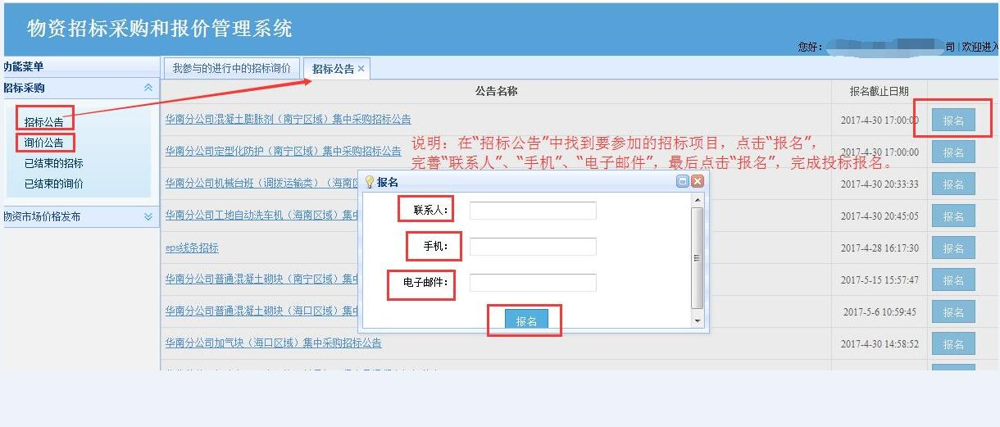 物资招标采购和报价管理系统
您好：
司 | 欢迎进入
功能菜单
招标采购
招标公告
询价公告
已结束的招标
已结束的询价
物资市场价格发布
我参与的进行中的招标询价
招标公告
公告名称
报名截止日期
华南分公司混凝土膨胀剂（南宁区域）集中采购招标公告
2017-4-30 17:00:00
报名
华南分公司定型化防护（南宁区域）集中采购招标公告
2017-4-30 17:00:00
报名
说明：在“招标公告”中找到要参加的招标项目，点击“报名”，
完善“联系人”、“手机”、“电子邮件”，最后点击“报名”，完成投标报名。
华南分公司机械台班（调拨运输类）（海南区
2017-4-30 20:33:33
报名
华南分公司工地自动洗车机（海南区域）集中
2017-4-30 20:45:05
报名
eps线条招标
2017-4-28 16:17:30
报名
华南分公司普通混凝土砌块（南宁区域）集中
2017-5-15 15:57:47
报名
华南分公司普通混凝土砌块（海口区域）集中
2017-5-6 10:59:45
报名
华南分公司加气块（海口区域）集中采购招标公告
2017-4-30 14:58:52
报名
报名
联系人：
手机：
电子邮件：
报名